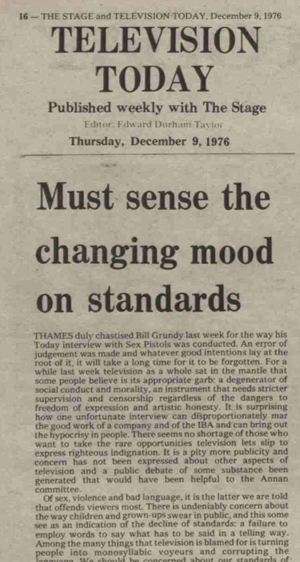 16 — THE STAGE and TELEVISION TODAY, December 9, 1976
TELEVISION
TODAY
Published weekly with The Stage
Editor: Edward Durham Taylor
Thursday, December 9, 1976
Must sense the
changing mood
on standards
THAMES duly chastised Bill Grundy last week for the way his
Today interview with Sex Pistols was conducted. An error of
judgement was made and whatever good intentions lay at the
root of it, it will take a long time for it to be forgotten. For a
while last week television as a whole sat in the mantle that
some people believe is its appropriate garb: a degenerator of
social conduct and morality, an instrument that needs stricter
supervision and censorship regardless of the dangers to
freedom of expression and artistic honesty. It is surprising
how one unfortunate interview can disproportionately mar
the good work of a company and of the IBA and can bring out
the hypocrisy in people. There seems no shortage of those who
want to take the rare opportunities television lets slip to
express righteous indignation. It is a pity more publicity and
concern has not been expressed about other aspects of
television and a public debate of some substance been
generated that would have been helpful to the Annan
committee.
Of sex, violence and bad language, it is the latter we are told
that offends viewers most. There is undeniably concern about
the way children and grown-ups swear in public, and this some
see as an indication of the decline of standards: a failure to
employ words to say what has to be said in a telling way.
Among the many things that television is blamed for is turning
people into monosyllabic voyeurs and corrupting the
language. We should be concerned about our standards of